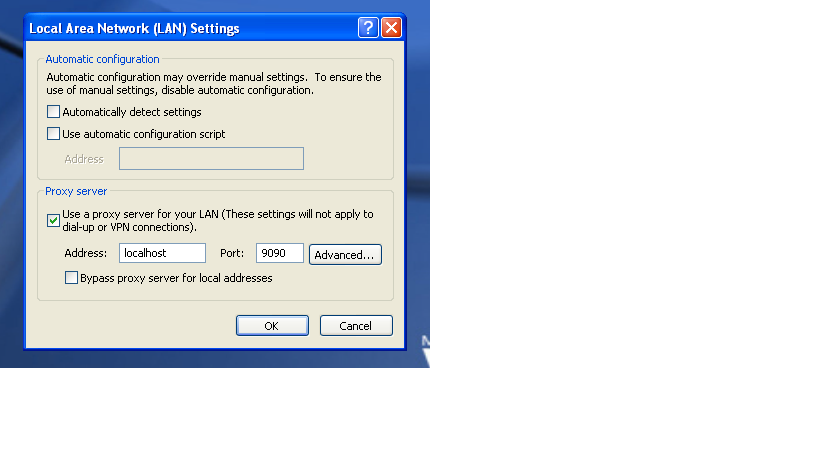 Local Area Network (LAN) Settings
Automatic configuration
Automatic configuration may override manual settings. To ensure the
use of manual settings, disable automatic configuration.
Automatically detect settings
Use automatic configuration script
Address
Proxy server
Use a proxy server for your LAN (These settings will not apply to
dial-up or VPN connections).
Address: localhost Port: 9090 Advanced...
Bypass proxy server for local addresses
OK Cancel